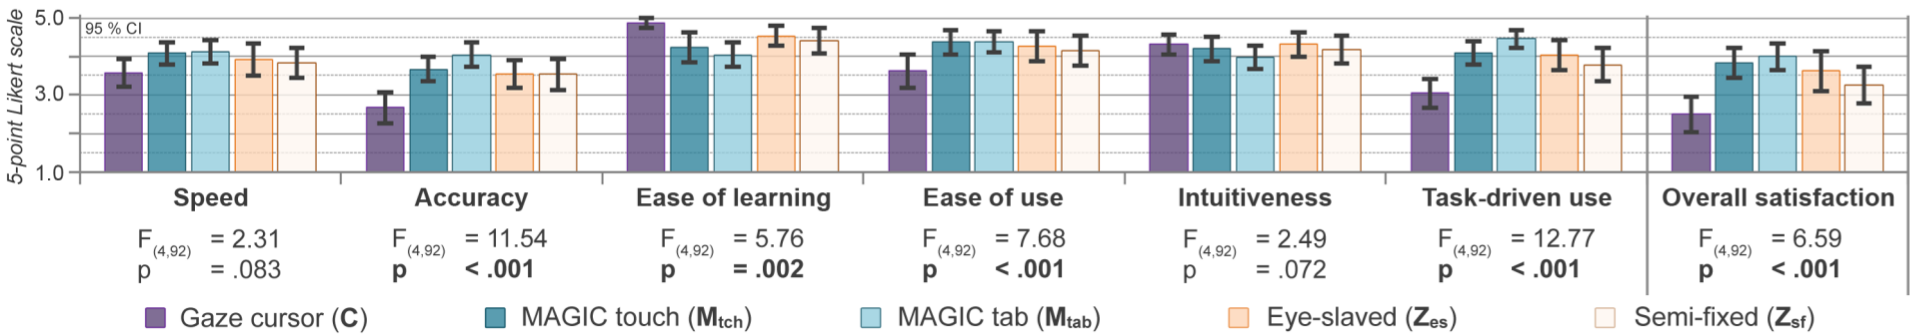 5-point Likert scale
5.0
3.0
1.0
95 % CI
Speed Accuracy Ease of learning Ease of use Intuitiveness Task-driven use Overall satisfaction
F(4,92) = 2.31 F(4,92) = 11.54 F(4,92) = 5.76 F(4,92) = 7.68 F(4,92) = 2.49 F(4,92) = 12.77 F(4,92) = 6.59
p = .083 p < .001 p = .002 p < .001 p = .072 p < .001 p < .001
Gaze cursor (C) MAGIC touch (Mtch) MAGIC tab (Mtab) Eye-slaved (Zes) Semi-fixed (Zsf)